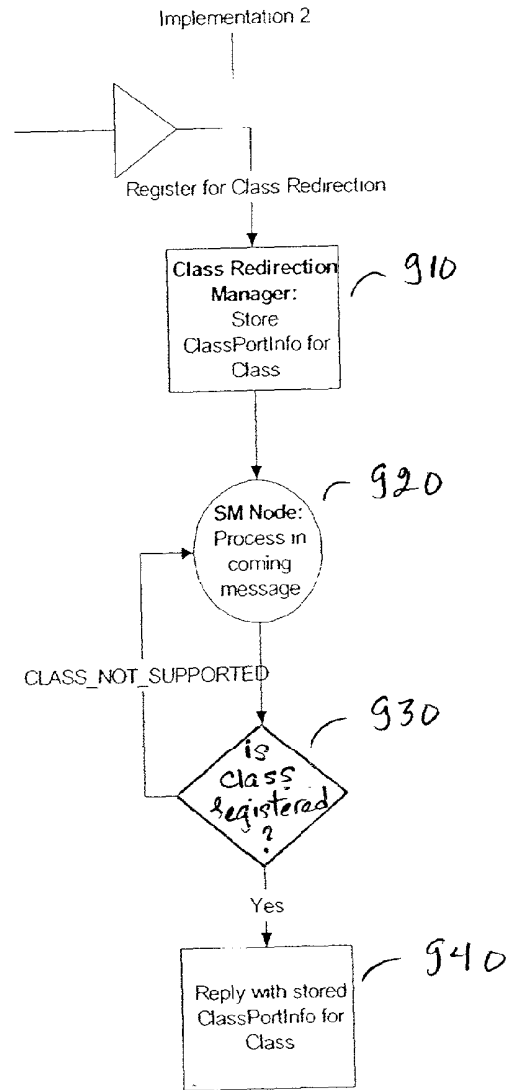 Implementation 2
Register for Class Redirection
Class Redirection
Manager:
Store
ClassPortInfo for
Class
910
SM Node:
Process in
coming
message
920
CLASS_NOT_SUPPORTED
is
class
registered
?
930
Yes
Reply with stored
ClassPortInfo for
Class
940